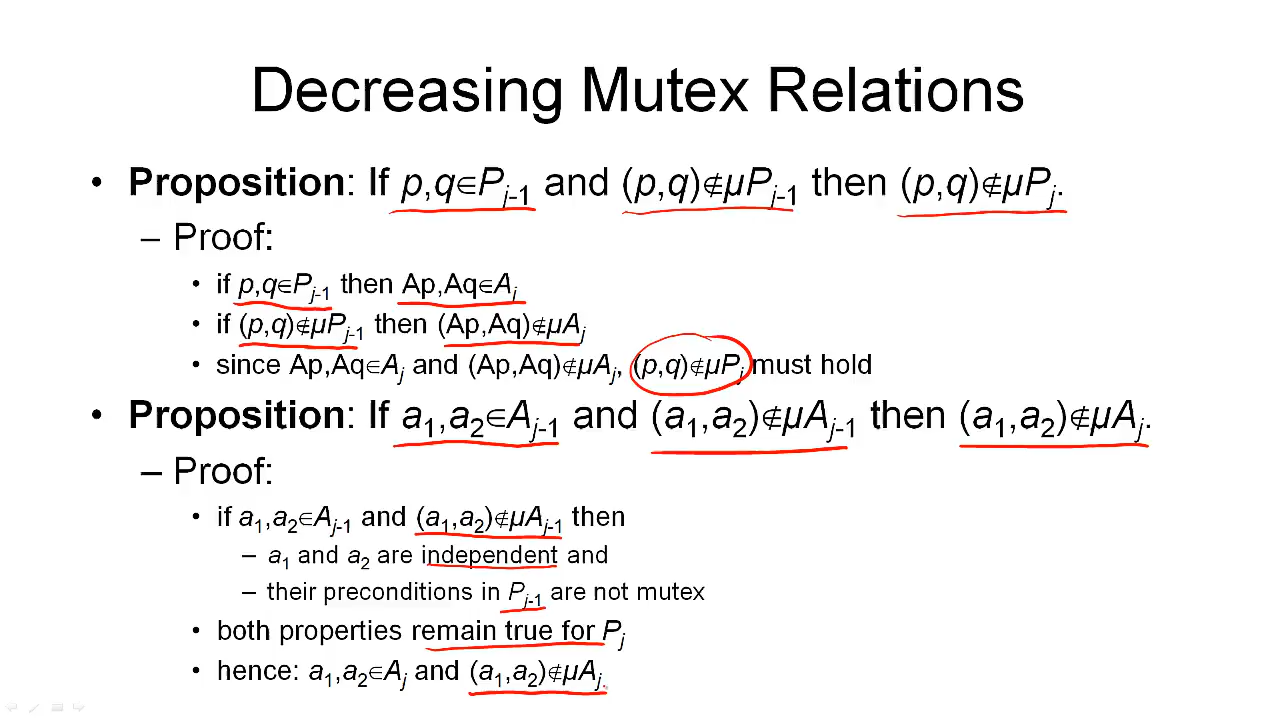 Decreasing Mutex Relations
• Proposition: If p,q∈Pj-1 and (p,q)∉μPj-1 then (p,q)∉μPj.
– Proof:
• if p,q∈Pj-1 then Ap,Aq∈Aj
• if (p,q)∉μPj-1 then (Ap,Aq)∉μAj
• since Ap,Aq∈Aj and (Ap,Aq)∉μAj, (p,q)∉μPj must hold
• Proposition: If a1,a2∈Aj-1 and (a1,a2)∉μAj-1 then (a1,a2)∉μAj.
– Proof:
• if a1,a2∈Aj-1 and (a1,a2)∉μAj-1 then
– a1 and a2 are independent and
– their preconditions in Pj-1 are not mutex
• both properties remain true for Pj
• hence: a1,a2∈Aj and (a1,a2)∉μAj.